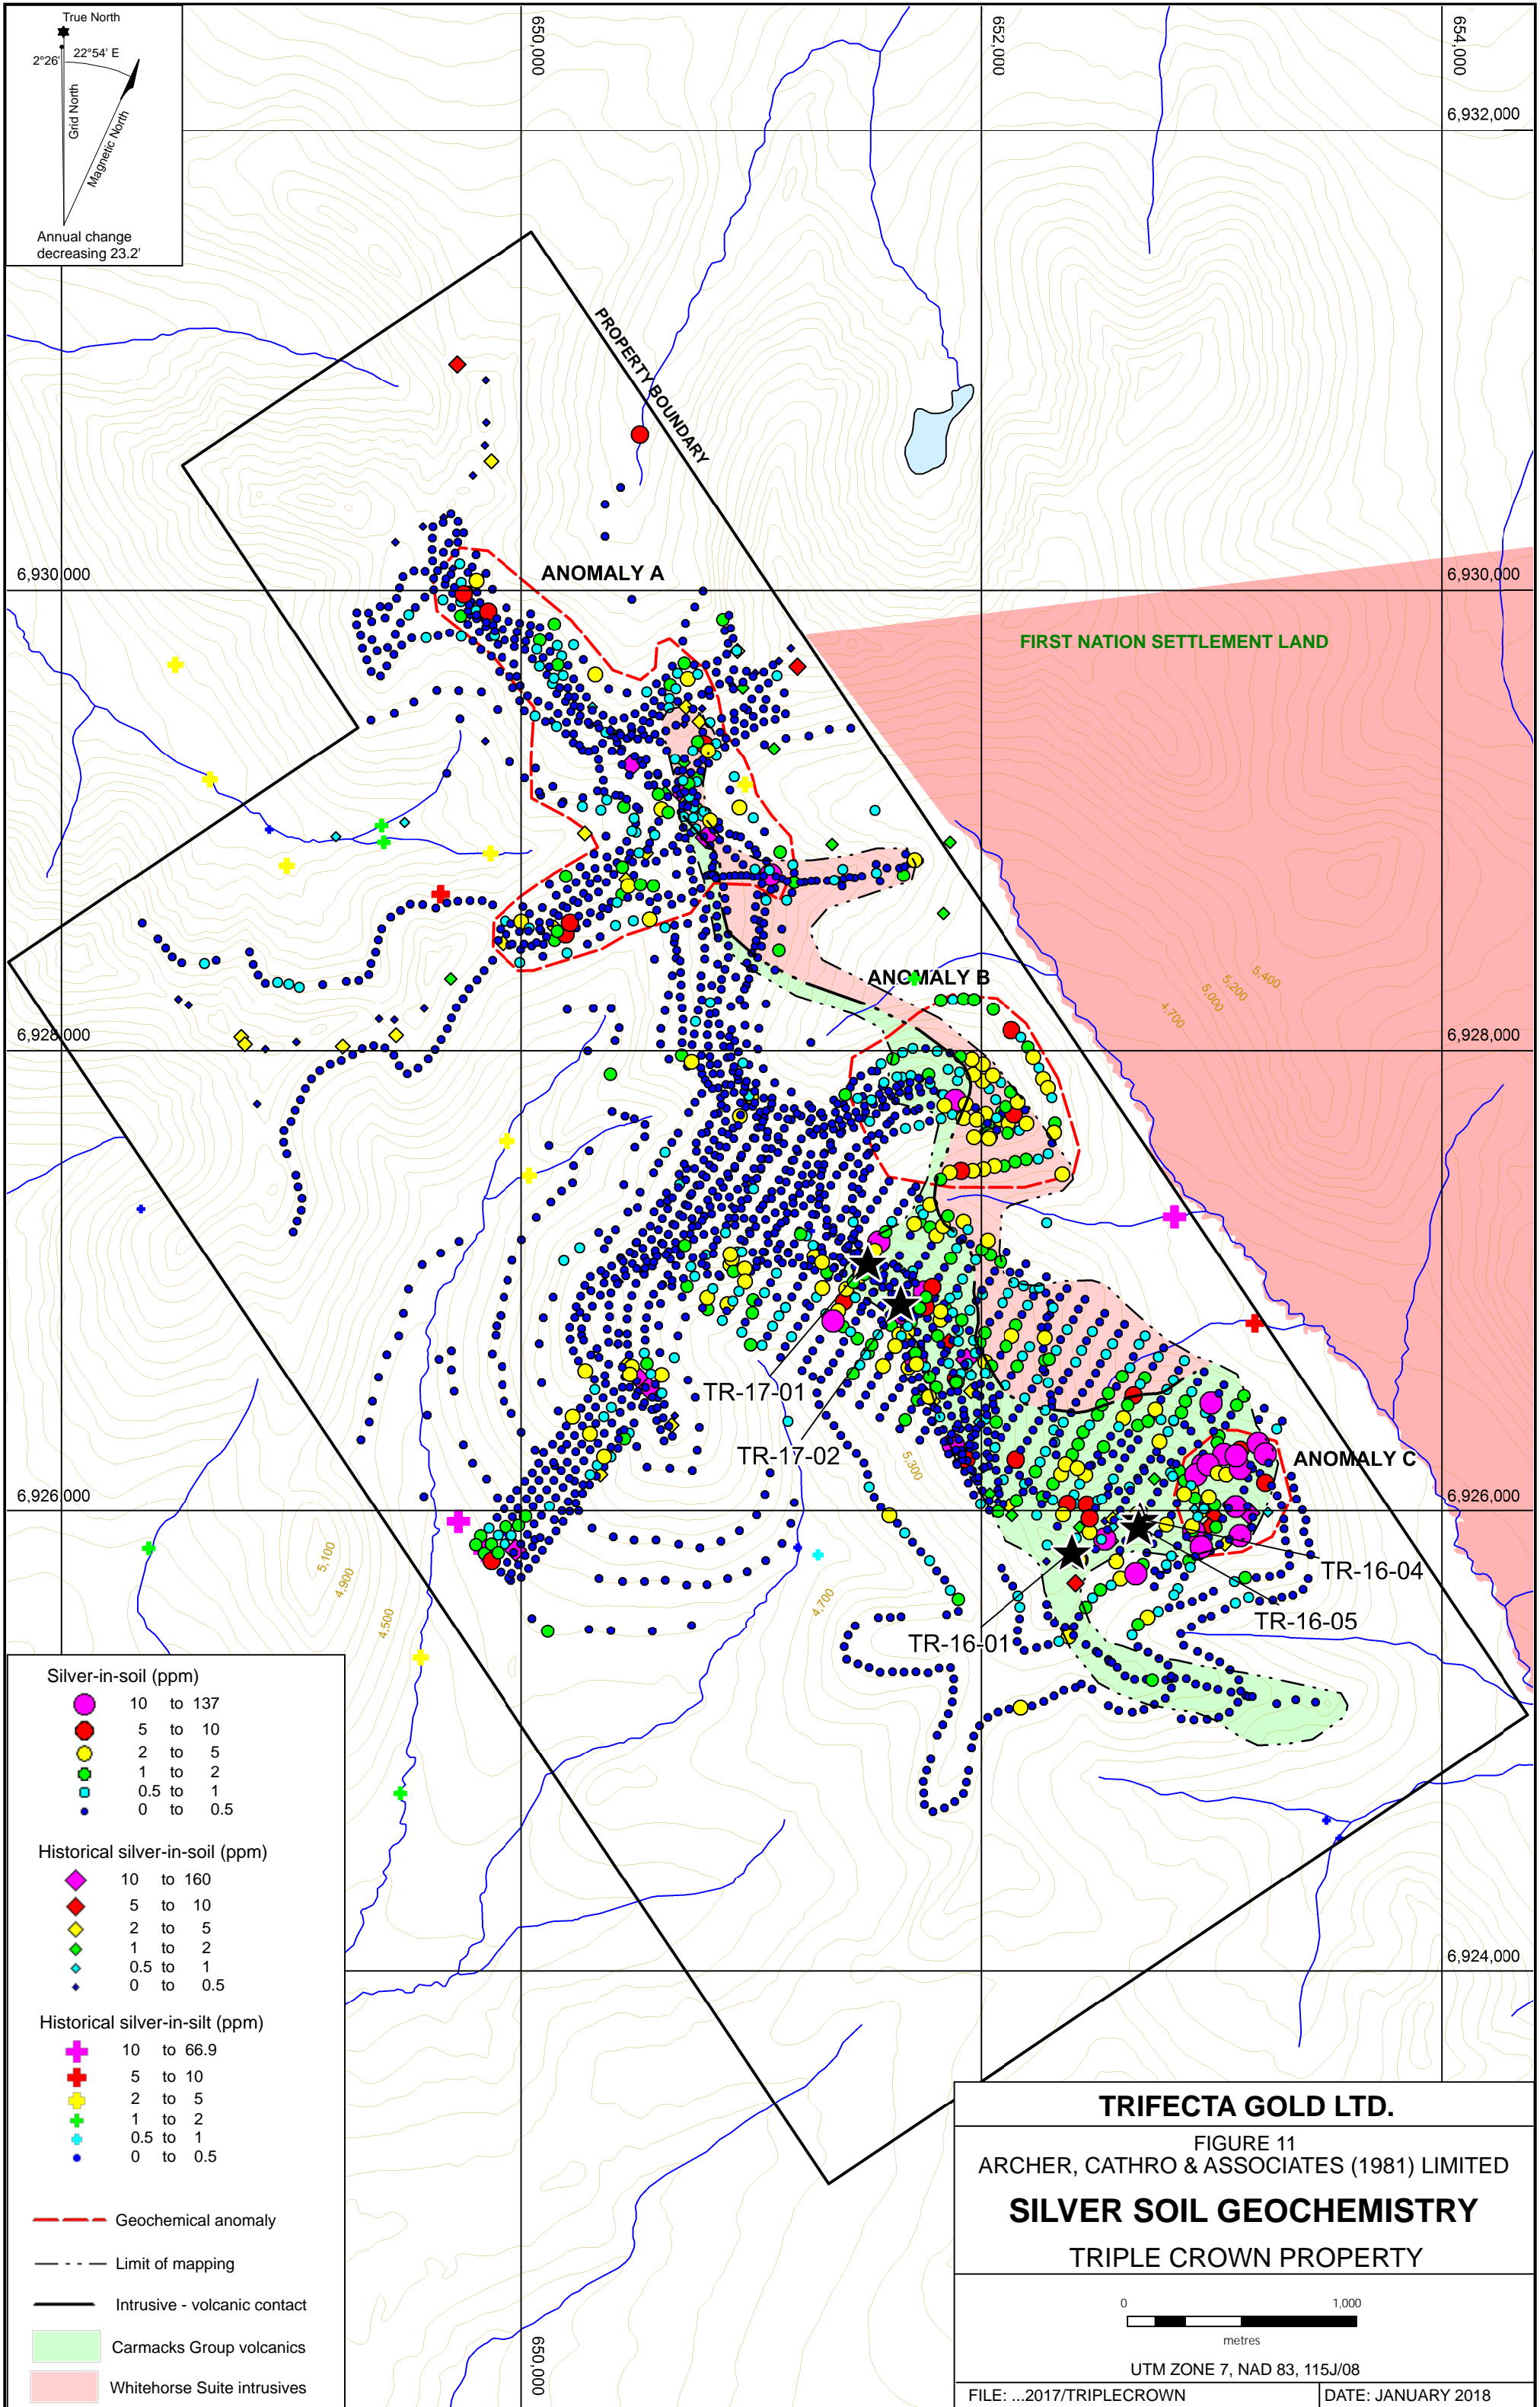 True North
2°26'
22°54' E
Grid North
Magnetic North
Annual change
decreasing 23.2'
650,000
652,000
654,000
6,932,000
PROPERTY BOUNDARY
6,930,000
ANOMALY A
6,930,000
FIRST NATION SETTLEMENT LAND
ANOMALY B
5,400
5,200
5,000
4,700
6,928,000
6,928,000
TR-17-01
TR-17-02
5,300
ANOMALY C
6,926,000
6,926,000
5,100
4,900
4,500
4,700
TR-16-04
TR-16-05
TR-16-01
Silver-in-soil (ppm)
10 to 137
5 to 10
2 to 5
1 to 2
0.5 to 1
0 to 0.5
Historical silver-in-soil (ppm)
10 to 160
5 to 10
2 to 5
1 to 2
0.5 to 1
0 to 0.5
Historical silver-in-silt (ppm)
10 to 66.9
5 to 10
2 to 5
1 to 2
0.5 to 1
0 to 0.5
Geochemical anomaly
Limit of mapping
Intrusive - volcanic contact
Carmacks Group volcanics
Whitehorse Suite intrusives
6,924,000
650,000
TRIFECTA GOLD LTD.
FIGURE 11
ARCHER, CATHRO & ASSOCIATES (1981) LIMITED
SILVER SOIL GEOCHEMISTRY
TRIPLE CROWN PROPERTY
0 1,000
metres
UTM ZONE 7, NAD 83, 115J/08
FILE: ...2017/TRIPLECROWN
DATE: JANUARY 2018